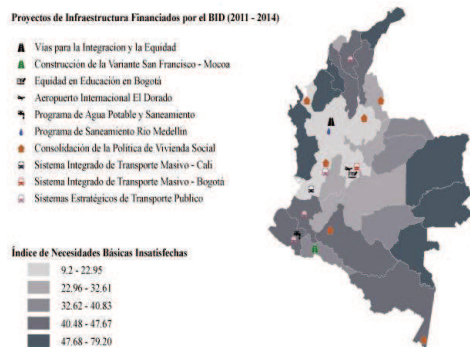 Proyectos de Infraestructura Financiados por el BID (2011 - 2014)
Vias para la Integracion y la Equidad
Construcción de la Variante San Francisco - Mocoa
Equidad en Educación en Bogotá
Aeropuerto Internacional El Dorado
Programa de Agua Potable y Saneamiento
Programa de Saneamiento Río Medellin
Consolidación de la Política de Vivienda Social
Sistema Integrado de Transporte Masivo - Cali
Sistema Integrado de Transporte Masivo - Bogotá
Sistemas Estratégicos de Transporte Publico
Índice de Necesidades Básicas Insatisfechas
9.2 - 22.95
22.96 - 32.61
32.62 - 40.83
40.48 - 47.67
47.68 - 79.20